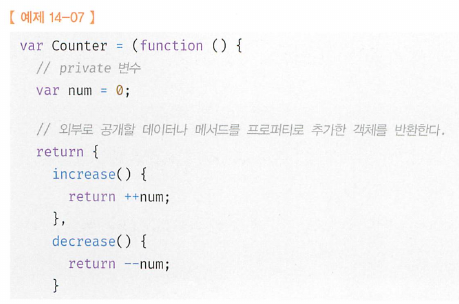 【 예제 14-07 】
var Counter = (function () {
  // private 변수
  var num = 0;

  // 외부로 공개할 데이터나 메서드를 프로퍼티로 추가한 객체를 반환한다.
  return {
    increase() {
      return ++num;
    },
    decrease() {
      return --num;
    }